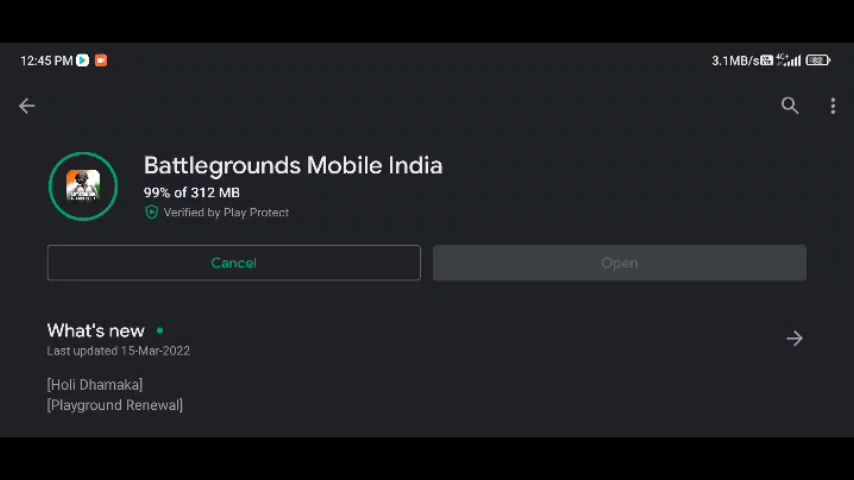 12:45 PM
3.1MB/s 4G+ 82
Battlegrounds Mobile India
99% of 312 MB
Verified by Play Protect
Cancel
Open
What's new
Last updated 15-Mar-2022
[Holi Dhamaka]
[Playground Renewal]